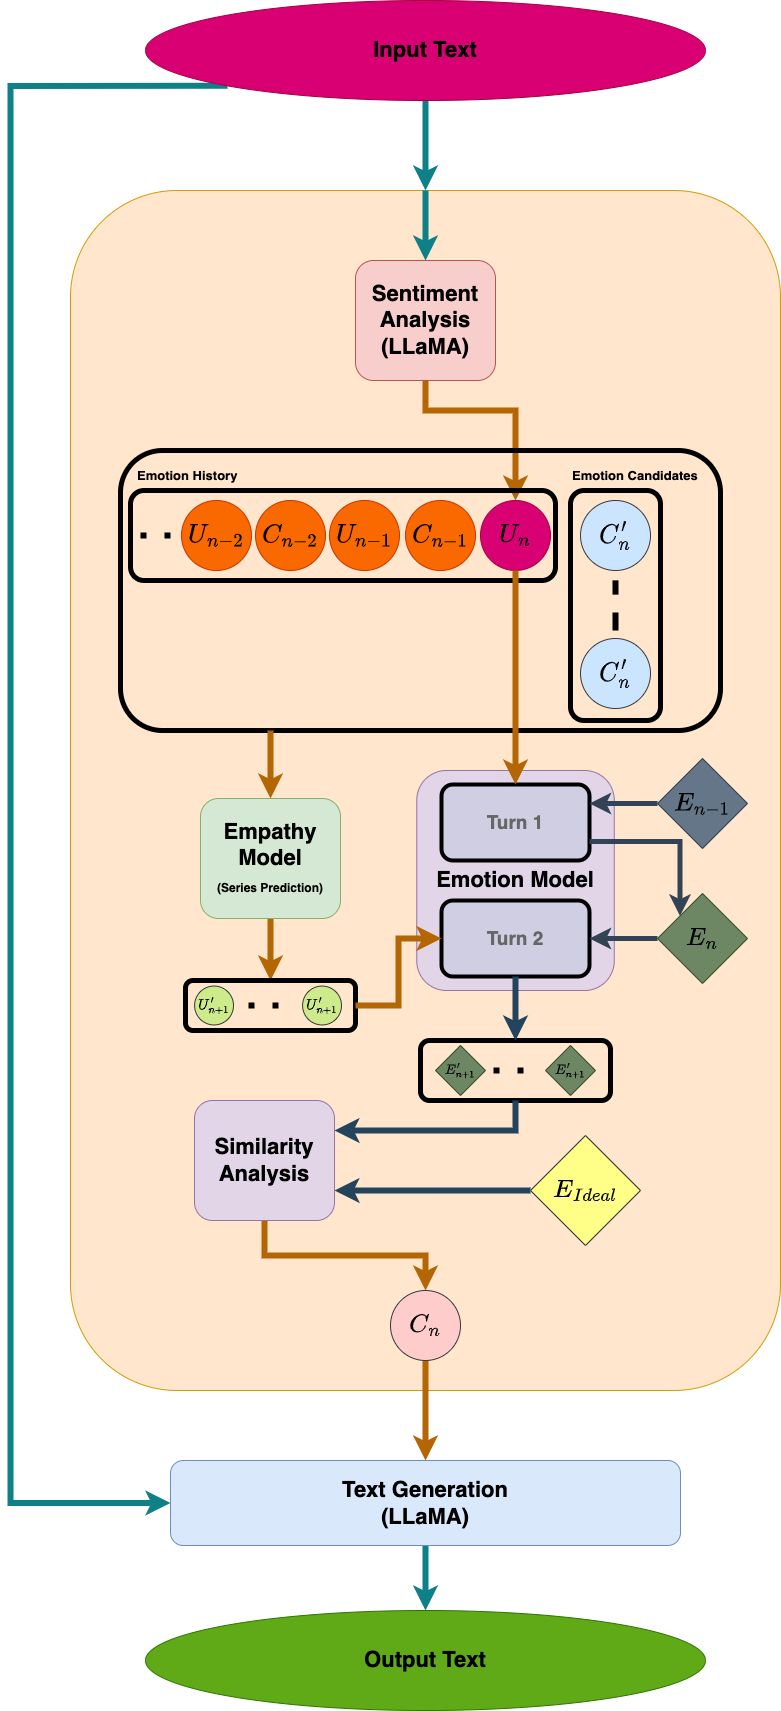 Input Text
Sentiment
Analysis
(LLaMA)
Emotion History
Emotion Candidates
U_{n-2} C_{n-2} U_{n-1} C_{n-1} U_n
C'_n
C'_n
Empathy
Model
(Series Prediction)
Turn 1
E_{n-1}
Emotion Model
Turn 2
E_n
U'_{n+1} U'_{n+1}
E'_{n+1} E'_{n+1}
Similarity
Analysis
E_{Ideal}
C_n
Text Generation
(LLaMA)
Output Text